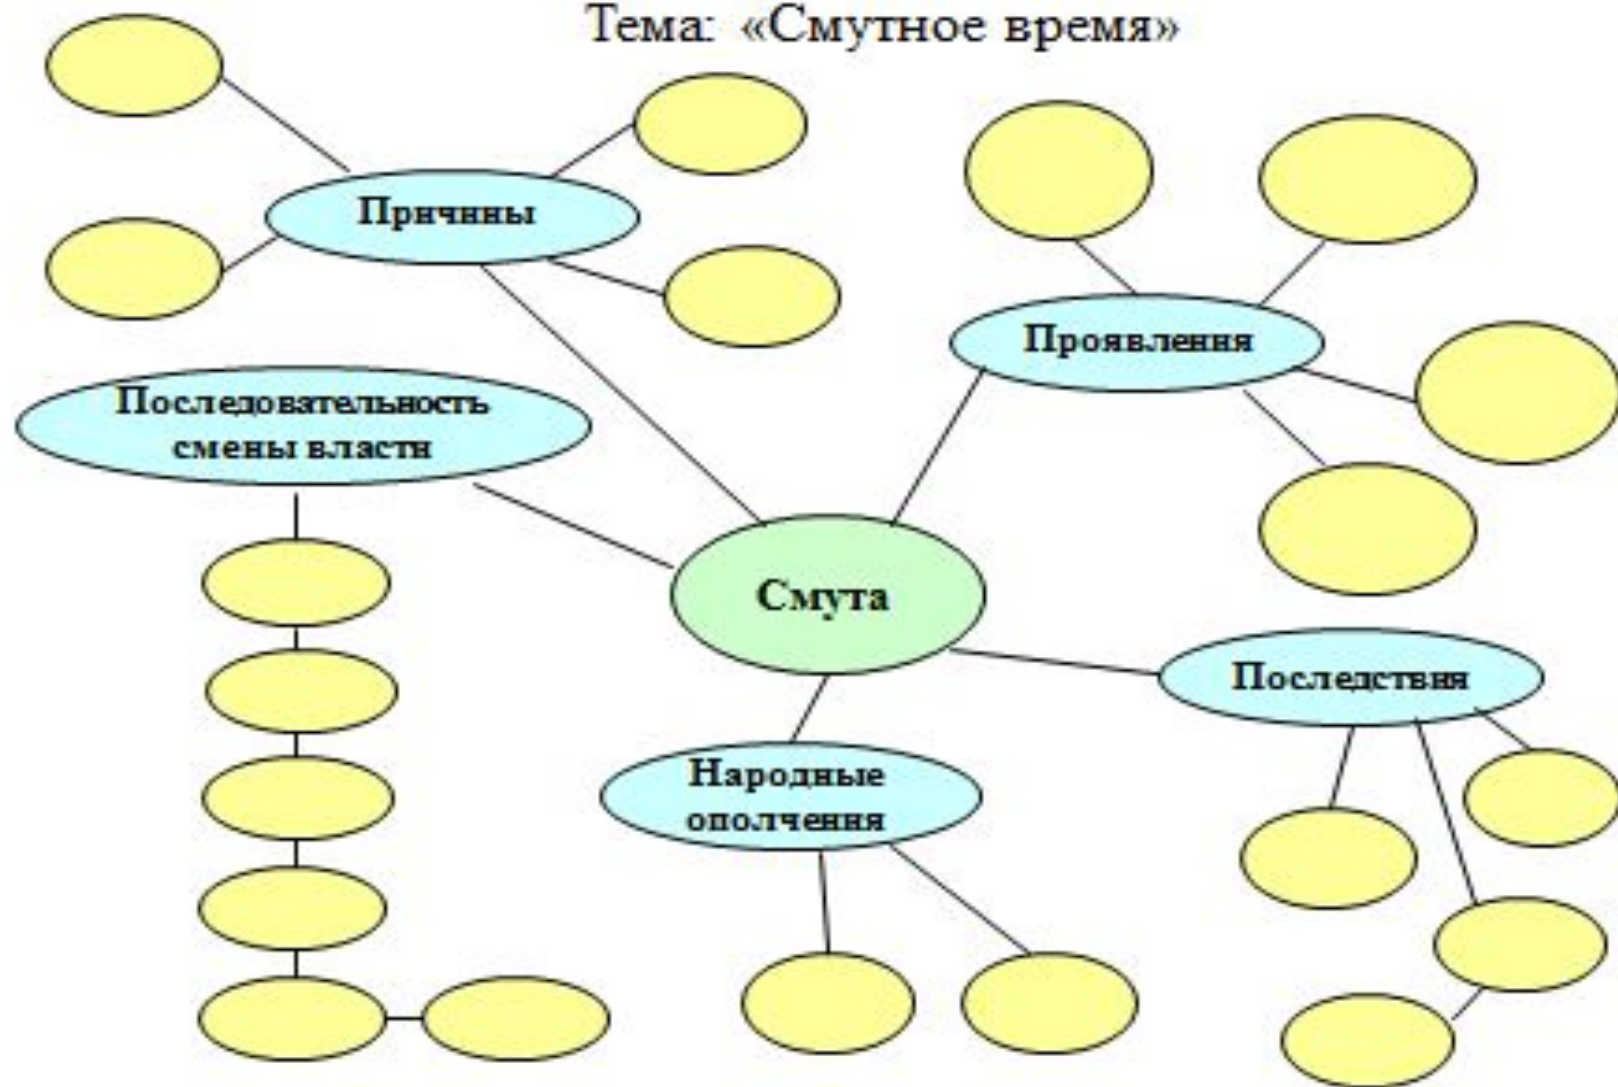 Тема: «Смутное время»
Причины
Проявления
Последовательность
смены власти
Смута
Последствия
Народные
ополчения